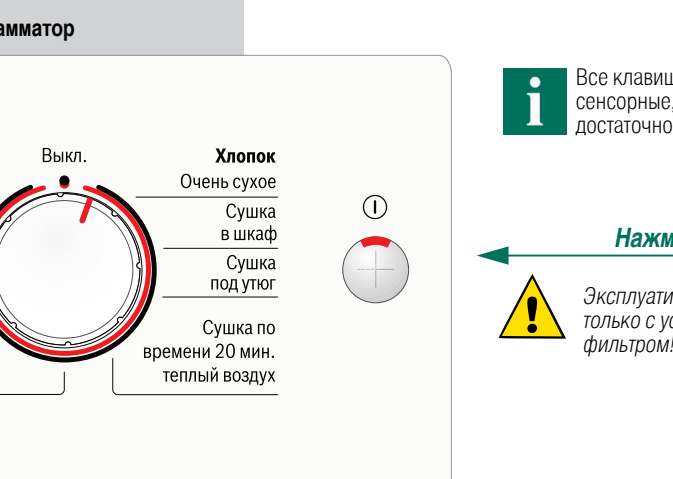 амматор
Выкл.
Хлопок
Очень сухое
Сушка
в шкаф
Сушка
под утюг
Сушка по
времени 20 мин.
теплый воздух
i
Все клавиш
сенсорные,
достаточно
Нажм
Эксплуати
только с ус
фильтром!